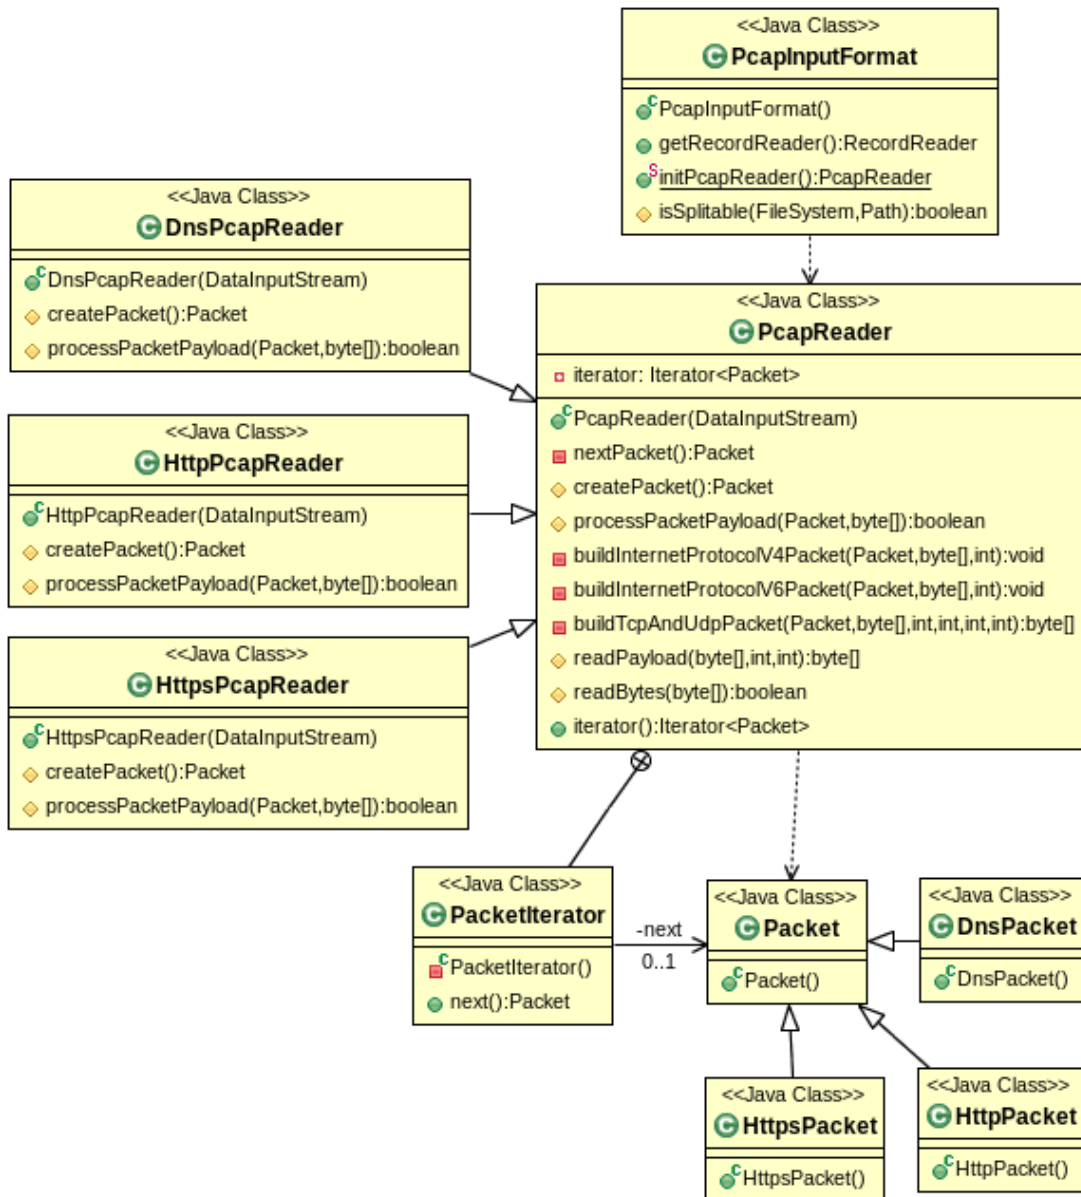 <<Java Class>>
PcapInputFormat
PcapInputFormat()
getRecordReader():RecordReader
initPcapReader():PcapReader
isSplitable(FileSystem,Path):boolean
<<Java Class>>
DnsPcapReader
DnsPcapReader(DataInputStream)
createPacket():Packet
processPacketPayload(Packet,byte[]):boolean
<<Java Class>>
HttpPcapReader
HttpPcapReader(DataInputStream)
createPacket():Packet
processPacketPayload(Packet,byte[]):boolean
<<Java Class>>
HttpsPcapReader
HttpsPcapReader(DataInputStream)
createPacket():Packet
processPacketPayload(Packet,byte[]):boolean
<<Java Class>>
PcapReader
iterator: Iterator<Packet>
PcapReader(DataInputStream)
nextPacket():Packet
createPacket():Packet
processPacketPayload(Packet,byte[]):boolean
buildInternetProtocolV4Packet(Packet,byte[],int):void
buildInternetProtocolV6Packet(Packet,byte[],int):void
buildTcpAndUdpPacket(Packet,byte[],int,int,int,int):byte[]
readPayload(byte[],int,int):byte[]
readBytes(byte[]):boolean
iterator():Iterator<Packet>
<<Java Class>>
PacketIterator
PacketIterator()
next():Packet
-next
0..1
<<Java Class>>
Packet
Packet()
<<Java Class>>
DnsPacket
DnsPacket()
<<Java Class>>
HttpsPacket
HttpsPacket()
<<Java Class>>
HttpPacket
HttpPacket()